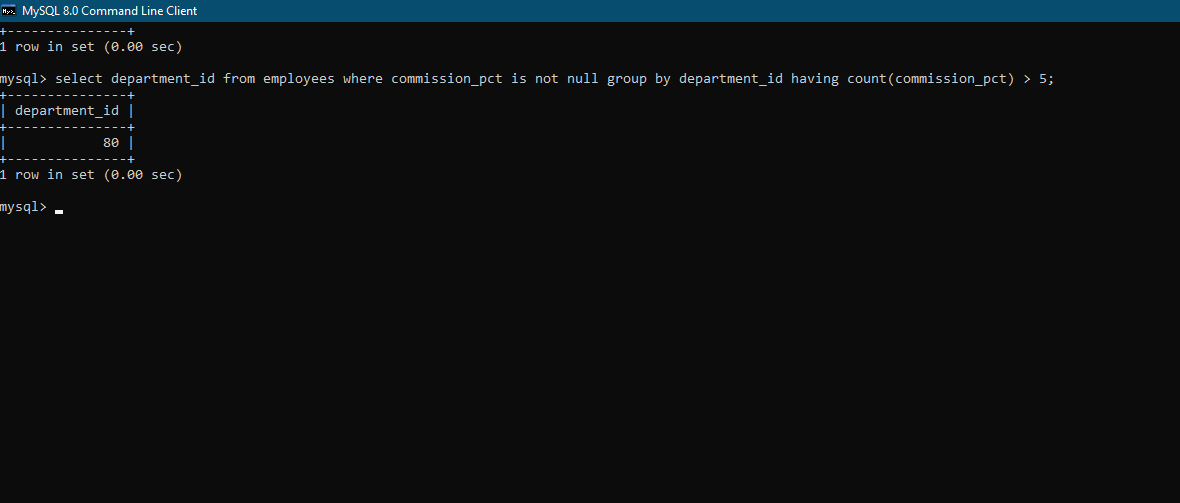 MySQL 8.0 Command Line Client
+---------------+
1 row in set (0.00 sec)
mysql> select department_id from employees where commission_pct is not null group by department_id having count(commission_pct) > 5;
+---------------+
| department_id |
+---------------+
|            80 |
+---------------+
1 row in set (0.00 sec)
mysql>